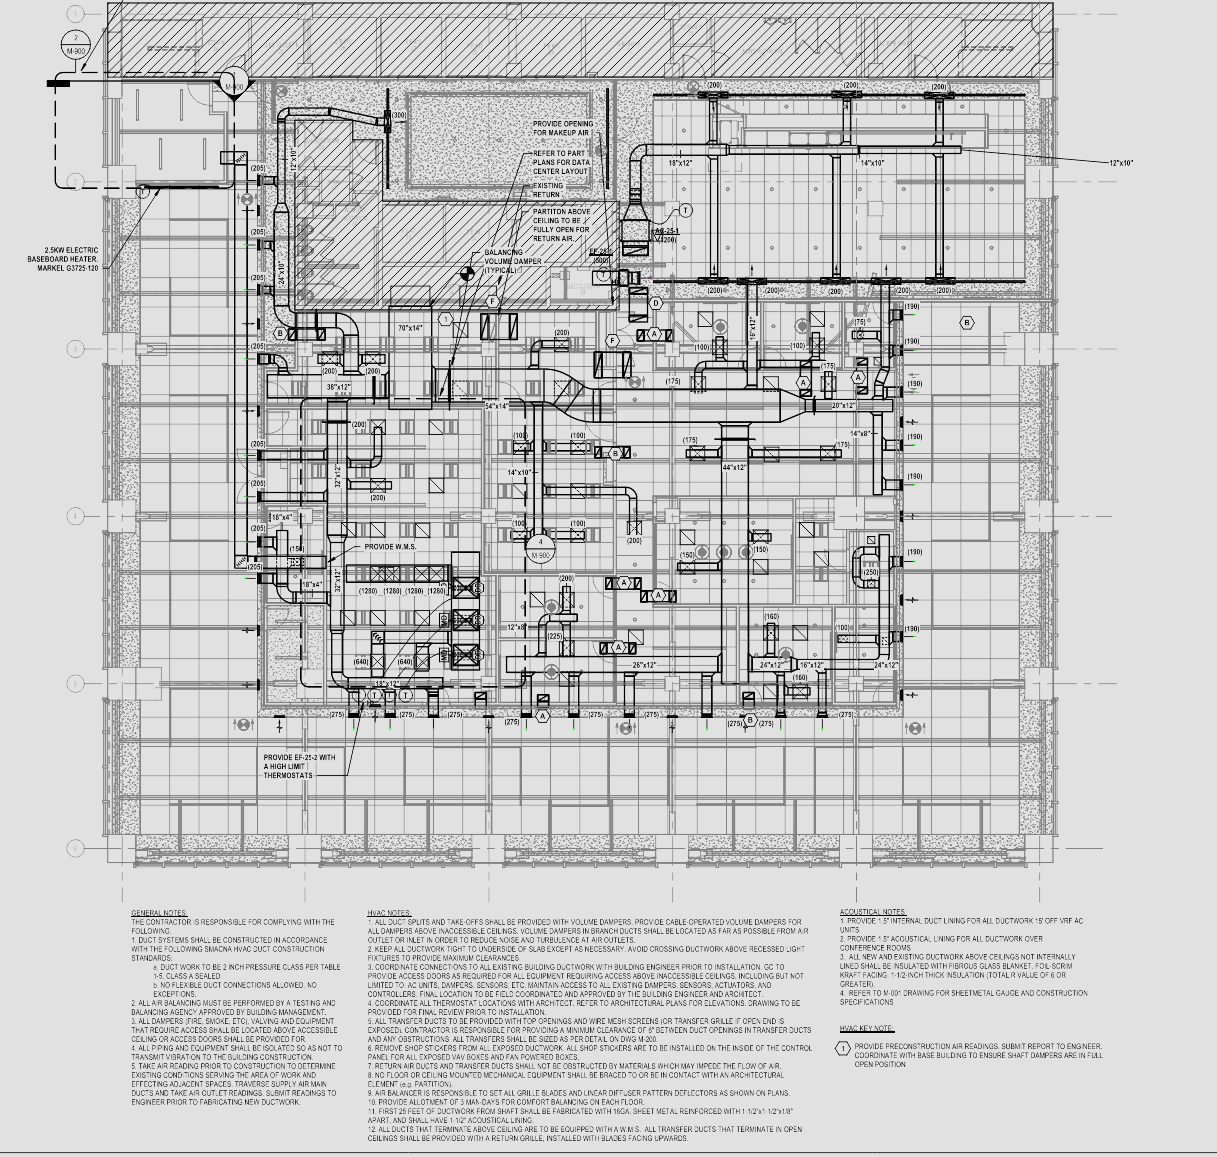 2
M-900
M-900
(300)
(200)
(200)
(200)
PROVIDE OPENING
FOR MAKEUP AIR
REFER TO PART
PLANS FOR DATA
CENTER LAYOUT
EXISTING
RETURN
PARTITON ABOVE
CEILING TO BE
FULLY OPEN FOR
RETURN AIR.
BALANCING
VOLUME DAMPER
(TYPICAL)
12"x10"
18"x12"
14"x10"
12"x10"
(205)
(205)
(205)
(205)
(205)
(205)
(205)
(205)
24"x10"
2.5KW ELECTRIC
BASEBOARD HEATER.
MARKEL G3725-120
T
T
(500)
(200)
(200)
(200)
(200)
(190)
(190)
(190)
(190)
(190)
(190)
(190)
B
F
1
F
D
A
B
A
A
70"x14"
(200)
(100)
(100)
(75)
16"x12"
(200)
(200)
38"x12"
54"x14"
(175)
(175)
20"x12"
14"x8"
(200)
(100)
(100)
14"x10"
B
(175)
(175)
44"x12"
32"x12"
(200)
16"x4"
(150)
PROVIDE W.M.S.
(100)
(100)
4
M-900
(200)
(150)
(150)
(250)
18"x4"
32"x12"
(1280)
(1280)
(1280)
(1280)
(200)
A
A
A
12"x8"
(225)
(160)
(100)
(640)
(640)
18"x12"
T
T
T
26"x12"
24"x12"
16"x12"
24"x12"
(160)
(275)
(275)
(275)
(275)
A
(275)
(275)
(275)
(275)
B
(275)
(275)
PROVIDE EF-25-2 WITH
A HIGH LIMIT
THERMOSTATS
GENERAL NOTES:
THE CONTRACTOR IS RESPONSIBLE FOR COMPLYING WITH THE
FOLLOWING:
1. DUCT SYSTEMS SHALL BE CONSTRUCTED IN ACCORDANCE
WITH THE FOLLOWING SMACNA HVAC DUCT CONSTRUCTION
STANDARDS:
a. DUCT WORK TO BE 2 INCH PRESSURE CLASS PER TABLE
1-5, CLASS A SEALED.
b. NO FLEXIBLE DUCT CONNECTIONS ALLOWED. NO
EXCEPTIONS.
2. ALL AIR BALANCING MUST BE PERFORMED BY A TESTING AND
BALANCING AGENCY APPROVED BY BUILDING MANAGEMENT.
3. ALL DAMPERS (FIRE, SMOKE, ETC), VALVING AND EQUIPMENT
THAT REQUIRE ACCESS SHALL BE LOCATED ABOVE ACCESSIBLE
CEILING OR ACCESS DOORS SHALL BE PROVIDED FOR.
4. ALL PIPING AND EQUIPMENT SHALL BE ISOLATED SO AS NOT TO
TRANSMIT VIBRATION TO THE BUILDING CONSTRUCTION.
5. TAKE AIR READING PRIOR TO CONSTRUCTION TO DETERMINE
EXISTING CONDITIONS SERVING THE AREA OF WORK AND
EFFECTING ADJACENT SPACES. TRAVERSE SUPPLY AIR MAIN
DUCTS AND TAKE AIR OUTLET READINGS. SUBMIT READINGS TO
ENGINEER PRIOR TO FABRICATING NEW DUCTWORK.
HVAC NOTES:
1. ALL DUCT SPLITS AND TAKE-OFFS SHALL BE PROVIDED WITH VOLUME DAMPERS. PROVIDE CABLE-OPERATED VOLUME DAMPERS FOR
ALL DAMPERS ABOVE INACCESSIBLE CEILINGS. VOLUME DAMPERS IN BRANCH DUCTS SHALL BE LOCATED AS FAR AS POSSIBLE FROM AIR
OUTLET OR INLET IN ORDER TO REDUCE NOISE AND TURBULENCE AT AIR OUTLETS.
2. KEEP ALL DUCTWORK TIGHT TO UNDERSIDE OF SLAB EXCEPT AS NECESSARY. AVOID CROSSING DUCTWORK ABOVE RECESSED LIGHT
FIXTURES TO PROVIDE MAXIMUM CLEARANCES.
3. COORDINATE CONNECTIONS TO ALL EXISTING BUILDING DUCTWORK WITH BUILDING ENGINEER PRIOR TO INSTALLATION. GC TO
PROVIDE ACCESS DOORS AS REQUIRED FOR ALL EQUIPMENT REQUIRING ACCESS ABOVE INACCESSIBLE CEILINGS, INCLUDING BUT NOT
LIMITED TO: AC UNITS, DAMPERS, SENSORS, ETC. MAINTAIN ACCESS TO ALL EXISTING DAMPERS, SENSORS, ACTUATORS, AND
CONTROLLERS. FINAL LOCATION TO BE FIELD COORDINATED AND APPROVED BY THE BUILDING ENGINEER AND ARCHITECT.
4. COORDINATE ALL THERMOSTAT LOCATIONS WITH ARCHITECT. REFER TO ARCHITECTURAL PLANS FOR ELEVATIONS. DRAWING TO BE
PROVIDED FOR FINAL REVIEW PRIOR TO INSTALLATION.
5. ALL TRANSFER DUCTS TO BE PROVIDED WITH TOP OPENINGS AND WIRE MESH SCREENS (OR TRANSFER GRILLE IF OPEN END IS
EXPOSED). CONTRACTOR IS RESPONSIBLE FOR PROVIDING A MINIMUM CLEARANCE OF 6" BETWEEN DUCT OPENINGS IN TRANSFER DUCTS
AND ANY OBSTRUCTIONS. ALL TRANSFERS SHALL BE SIZED AS PER DETAIL ON DWG M-200.
6. REMOVE SHOP STICKERS FROM ALL EXPOSED DUCTWORK. ALL SHOP STICKERS ARE TO BE INSTALLED ON THE INSIDE OF THE CONTROL
PANEL FOR ALL EXPOSED VAV BOXES AND FAN POWERED BOXES.
7. RETURN AIR DUCTS AND TRANSFER DUCTS SHALL NOT BE OBSTRUCTED BY MATERIALS WHICH MAY IMPEDE THE FLOW OF AIR.
8. NO FLOOR OR CEILING MOUNTED MECHANICAL EQUIPMENT SHALL BE BRACED TO OR BE IN CONTACT WITH AN ARCHITECTURAL
ELEMENT (e.g. PARTITION).
9. AIR BALANCER IS RESPONSIBLE TO SET ALL GRILLE BLADES AND LINEAR DIFFUSER PATTERN DEFLECTORS AS SHOWN ON PLANS.
10. PROVIDE ALLOTMENT OF 3 MAN-DAYS FOR COMFORT BALANCING ON EACH FLOOR.
11. FIRST 25 FEET OF DUCTWORK FROM SHAFT SHALL BE FABRICATED WITH 16GA. SHEET METAL REINFORCED WITH 1-1/2"x1-1/2"x1/8"
APART, AND SHALL HAVE 1-1/2" ACOUSTICAL LINING.
12. ALL DUCTS THAT TERMINATE ABOVE CEILING ARE TO BE EQUIPPED WITH A W.M.S. ALL TRANSFER DUCTS THAT TERMINATE IN OPEN
CEILINGS SHALL BE PROVIDED WITH A RETURN GRILLE, INSTALLED WITH BLADES FACING UPWARDS.
ACOUSTICAL NOTES:
1. PROVIDE 1.5" INTERNAL DUCT LINING FOR ALL DUCTWORK 15' OFF VRF AC
UNITS.
2. PROVIDE 1.5" ACOUSTICAL LINING FOR ALL DUCTWORK OVER
CONFERENCE ROOMS
3. ALL NEW AND EXISTING DUCTWORK ABOVE CEILINGS NOT INTERNALLY
LINED SHALL BE INSULATED WITH FIBROUS GLASS BLANKET, FOIL-SCRIM
KRAFT FACING, 1-1/2-INCH THICK INSULATION (TOTAL R VALUE OF 6 OR
GREATER).
4. REFER TO M-001 DRAWING FOR SHEETMETAL GAUGE AND CONSTRUCTION
SPECIFICATIONS
HVAC KEY NOTE:
1 PROVIDE PRECONSTRUCTION AIR READINGS. SUBMIT REPORT TO ENGINEER.
COORDINATE WITH BASE BUILDING TO ENSURE SHAFT DAMPERS ARE IN FULL
OPEN POSITION